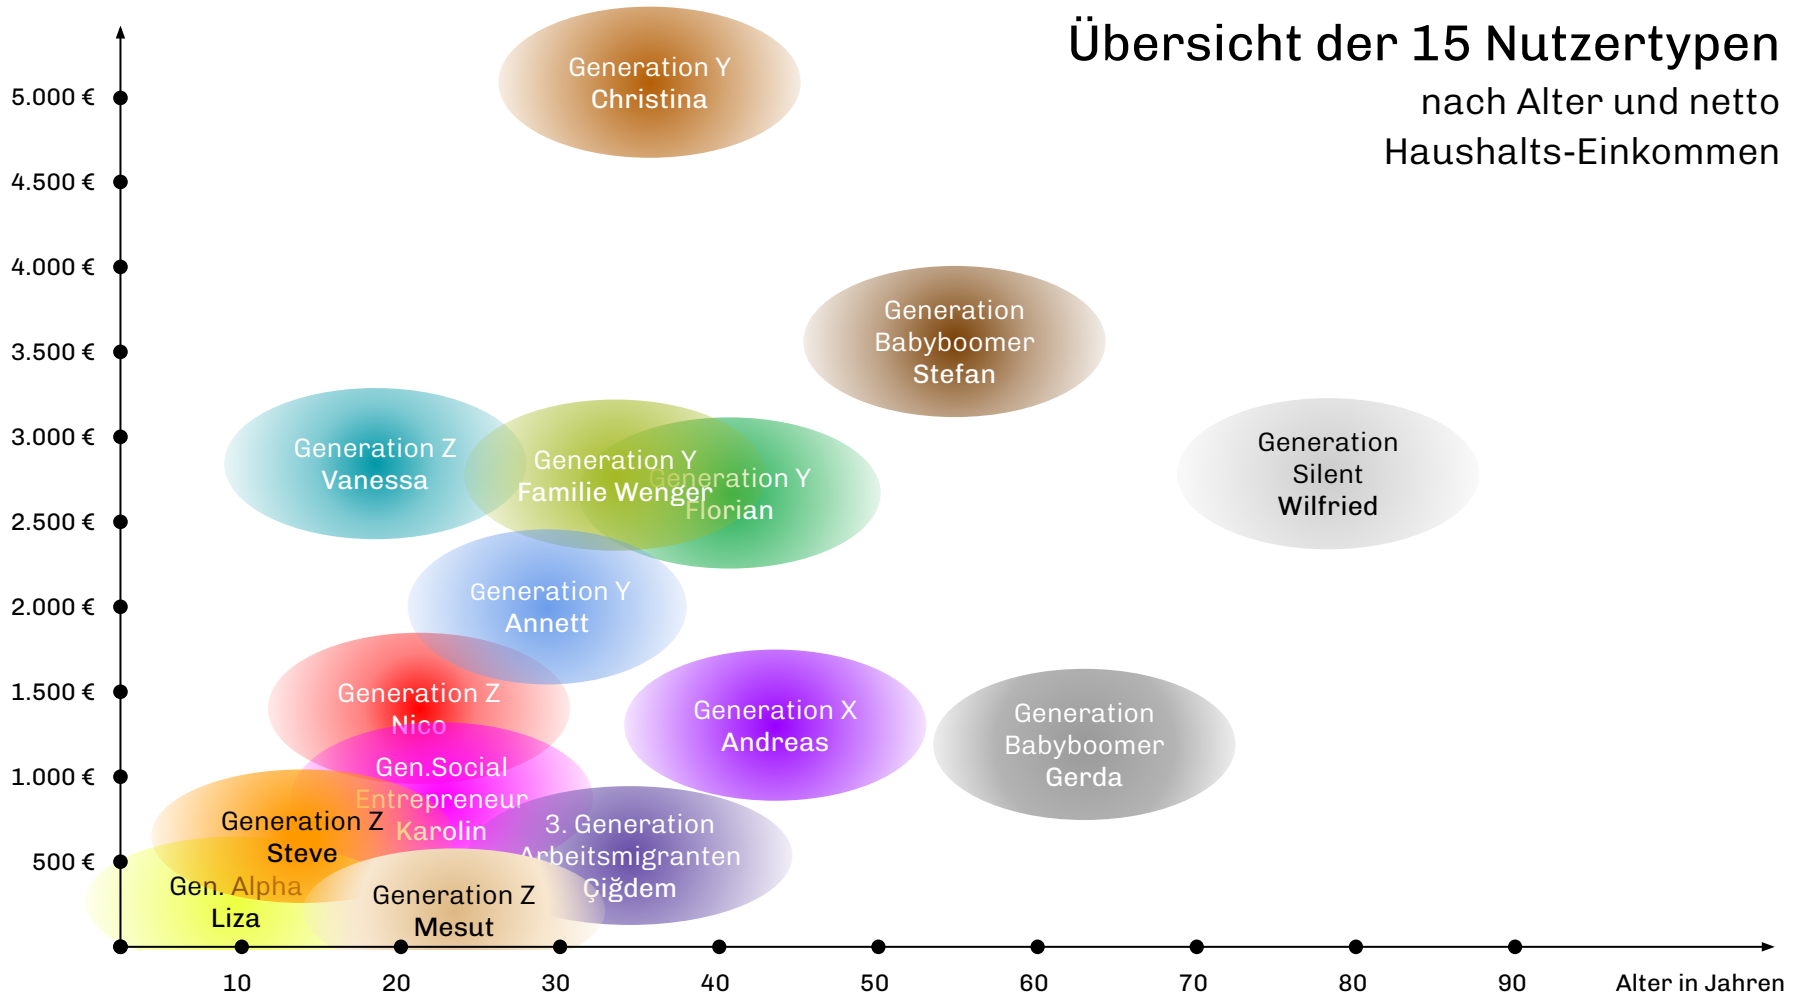 Übersicht der 15 Nutzertypen
nach Alter und netto
Haushalts-Einkommen
5.000 €
4.500 €
4.000 €
3.500 €
3.000 €
2.500 €
2.000 €
1.500 €
1.000 €
500 €
Generation Y
Christina
Generation
Babyboomer
Stefan
Generation Z
Vanessa
Generation Y
Familie Wenger
Generation Y
Florian
Generation
Silent
Wilfried
Generation Y
Annett
Generation Z
Nico
Generation X
Andreas
Generation
Babyboomer
Gerda
Gen.Social
Entrepreneur
Karolin
Generation Z
Steve
3. Generation
Arbeitsmigranten
Çiğdem
Gen. Alpha
Liza
Generation Z
Mesut
10
20
30
40
50
60
70
80
90
Alter in Jahren